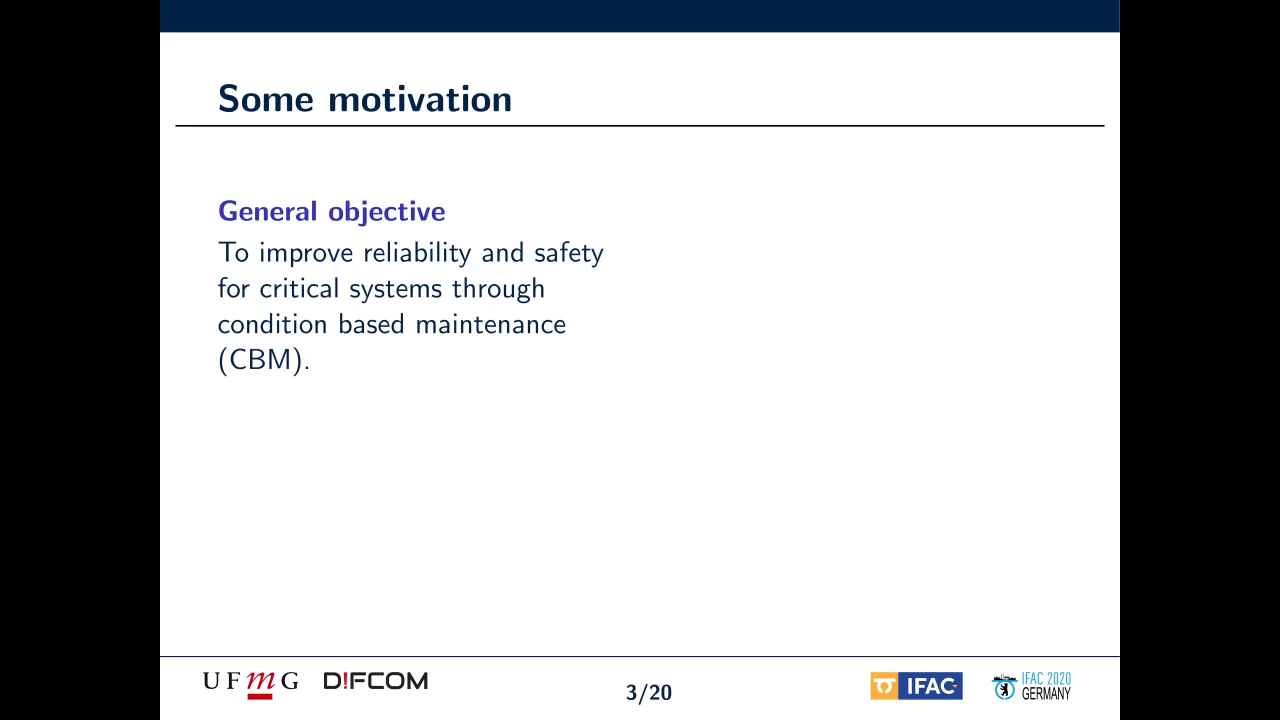 Some motivation
General objective
To improve reliability and safety
for critical systems through
condition based maintenance
(CBM).
UFmG D!FCOM
3/20
IFAC
IFAC 2020
GERMANY